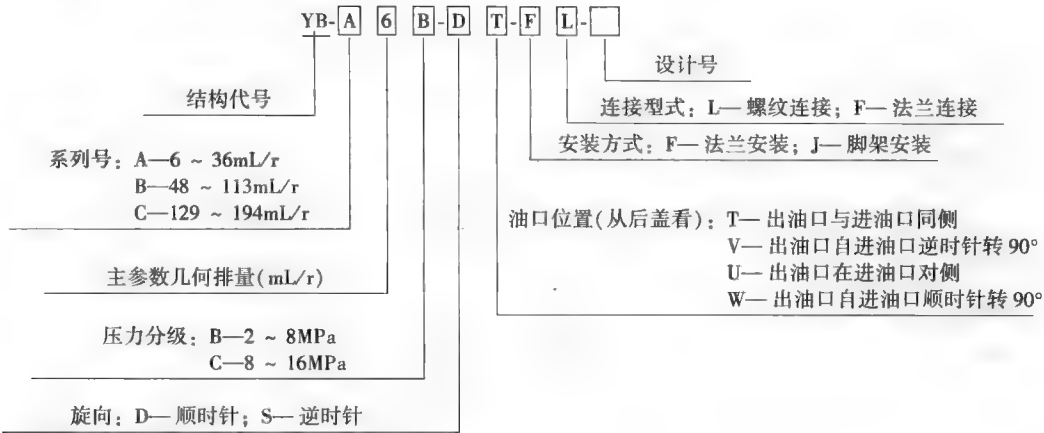 YB-A 6 B-D T-F L-□
设计号
结构代号
连接型式：L—螺纹连接；F—法兰连接
安装方式：F—法兰安装；J—脚架安装
系列号：A—6 ~ 36mL/r
B—48 ~ 113mL/r
C—129 ~ 194mL/r
油口位置(从后盖看)：T—出油口与进油口同侧
V—出油口自进油口逆时针转90°
U—出油口在进油口对侧
W—出油口自进油口顺时针转90°
主参数几何排量(mL/r)
压力分级：B—2 ~ 8MPa
C—8 ~ 16MPa
旋向：D—顺时针；S—逆时针